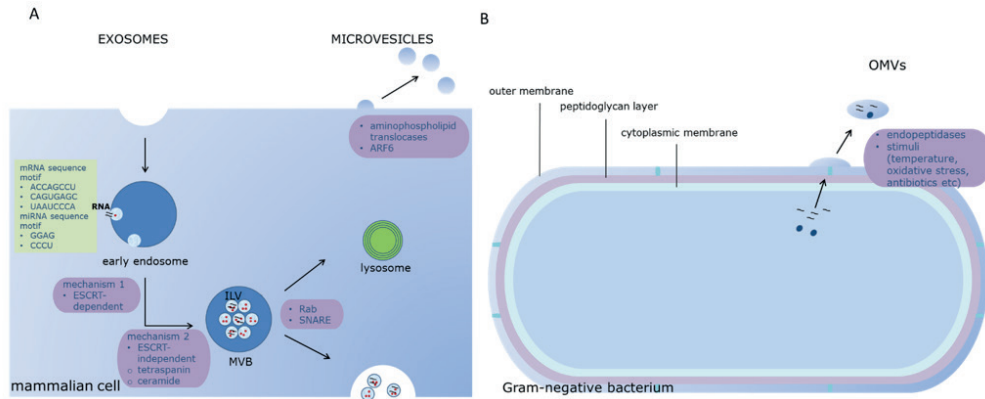 A
EXOSOMES
MICROVESICLES
• aminophospholipid
translocases
• ARF6
mRNA sequence
motif
• ACCAGCCU
• CAGUGAGC
• UAAUCCCA
miRNA sequence
motif
• GGAG
• CCCU
RNA
early endosome
mechanism 1
• ESCRT-
dependent
mechanism 2
• ESCRT-
independent
o tetraspanin
o ceramide
ILV
MVB
lysosome
• Rab
• SNARE
mammalian cell
B
OMVs
outer membrane
peptidoglycan layer
cytoplasmic membrane
• endopeptidases
• stimuli
(temperature,
oxidative stress,
antibiotics etc)
Gram-negative bacterium